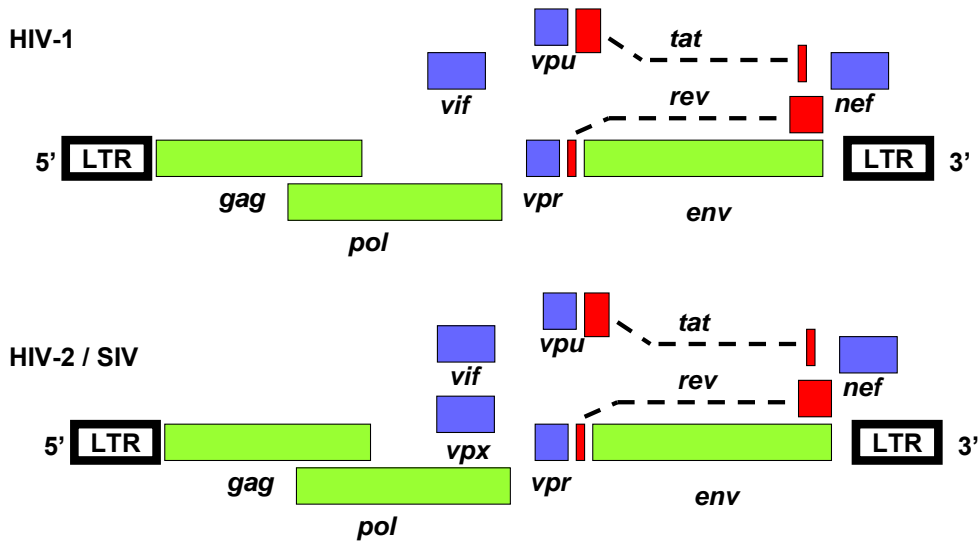 HIV-1
vpu
tat
vif
rev
nef
5’
LTR
LTR
3’
gag
vpr
env
pol
HIV-2 / SIV
vpu
tat
vif
rev
nef
5’
LTR
vpx
LTR
3’
gag
vpr
env
pol